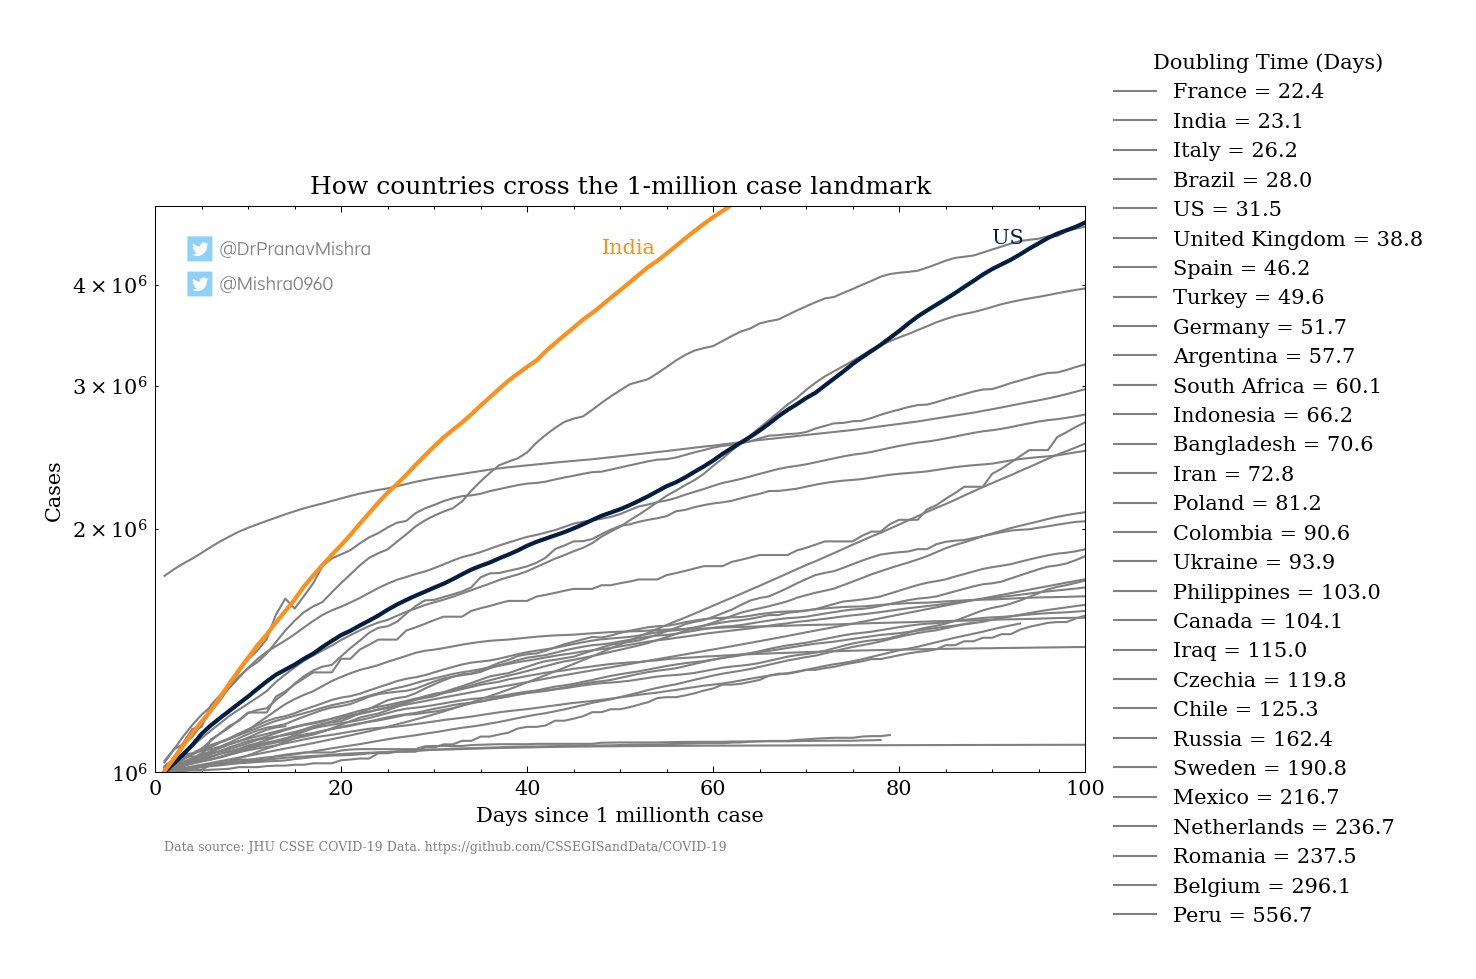 Doubling Time (Days)
France = 22.4
India = 23.1
Italy = 26.2
Brazil = 28.0
US = 31.5
United Kingdom = 38.8
Spain = 46.2
Turkey = 49.6
Germany = 51.7
Argentina = 57.7
South Africa = 60.1
Indonesia = 66.2
Bangladesh = 70.6
Iran = 72.8
Poland = 81.2
Colombia = 90.6
Ukraine = 93.9
Philippines = 103.0
Canada = 104.1
Iraq = 115.0
Czechia = 119.8
Chile = 125.3
Russia = 162.4
Sweden = 190.8
Mexico = 216.7
Netherlands = 236.7
Romania = 237.5
Belgium = 296.1
Peru = 556.7
How countries cross the 1-million case landmark
@DrPranavMishra
@Mishra0960
India
US
Cases
4 × 10⁶
3 × 10⁶
2 × 10⁶
10⁶
0 20 40 60 80 100
Days since 1 millionth case
Data source: JHU CSSE COVID-19 Data. https://github.com/CSSEGISandData/COVID-19